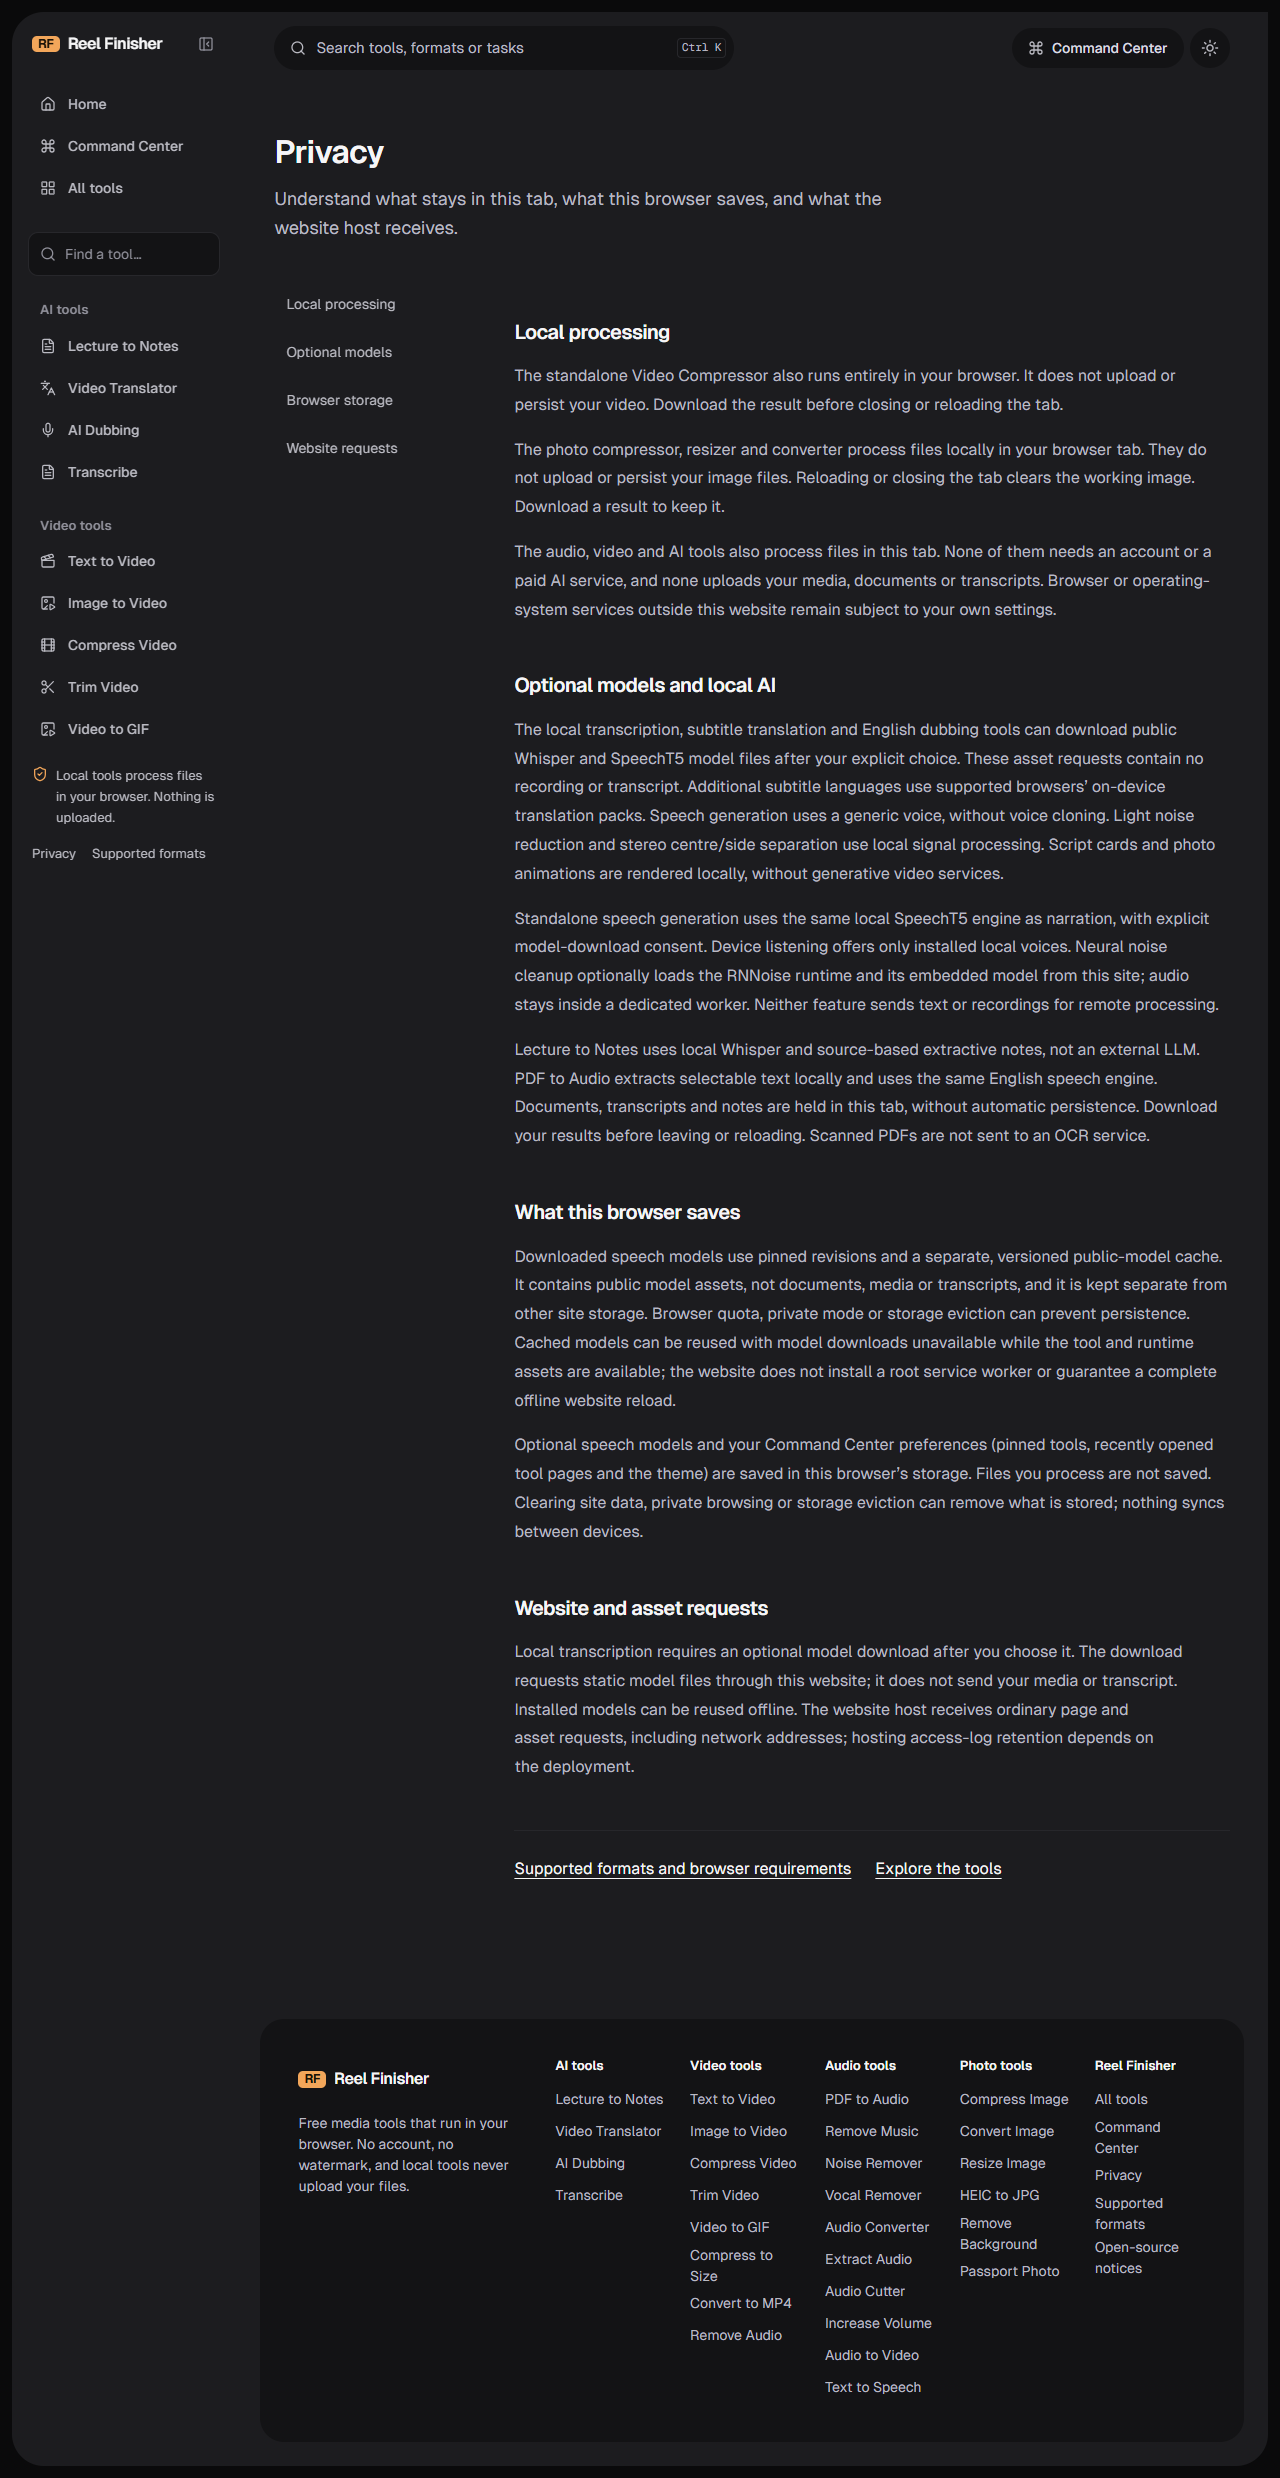 RF Reel Finisher
Search tools, formats or tasks
Ctrl K
Command Center
Home
Command Center
All tools
Find a tool...
AI tools
Lecture to Notes
Video Translator
AI Dubbing
Transcribe
Video tools
Text to Video
Image to Video
Compress Video
Trim Video
Video to GIF
Local tools process files
in your browser. Nothing is
uploaded.
Privacy Supported formats
Privacy
Understand what stays in this tab, what this browser saves, and what the
website host receives.
Local processing
Optional models
Browser storage
Website requests
Local processing
The standalone Video Compressor also runs entirely in your browser. It does not upload or
persist your video. Download the result before closing or reloading the tab.
The photo compressor, resizer and converter process files locally in your browser tab. They do
not upload or persist your image files. Reloading or closing the tab clears the working image.
Download a result to keep it.
The audio, video and AI tools also process files in this tab. None of them needs an account or a
paid AI service, and none uploads your media, documents or transcripts. Browser or operating-
system services outside this website remain subject to your own settings.
Optional models and local AI
The local transcription, subtitle translation and English dubbing tools can download public
Whisper and SpeechT5 model files after your explicit choice. These asset requests contain no
recording or transcript. Additional subtitle languages use supported browsers’ on-device
translation packs. Speech generation uses a generic voice, without voice cloning. Light noise
reduction and stereo centre/side separation use local signal processing. Script cards and photo
animations are rendered locally, without generative video services.
Standalone speech generation uses the same local SpeechT5 engine as narration, with explicit
model-download consent. Device listening offers only installed local voices. Neural noise
cleanup optionally loads the RNNoise runtime and its embedded model from this site; audio
stays inside a dedicated worker. Neither feature sends text or recordings for remote processing.
Lecture to Notes uses local Whisper and source-based extractive notes, not an external LLM.
PDF to Audio extracts selectable text locally and uses the same English speech engine.
Documents, transcripts and notes are held in this tab, without automatic persistence. Download
your results before leaving or reloading. Scanned PDFs are not sent to an OCR service.
What this browser saves
Downloaded speech models use pinned revisions and a separate, versioned public-model cache.
It contains public model assets, not documents, media or transcripts, and it is kept separate from
other site storage. Browser quota, private mode or storage eviction can prevent persistence.
Cached models can be reused with model downloads unavailable while the tool and runtime
assets are available; the website does not install a root service worker or guarantee a complete
offline website reload.
Optional speech models and your Command Center preferences (pinned tools, recently opened
tool pages and the theme) are saved in this browser’s storage. Files you process are not saved.
Clearing site data, private browsing or storage eviction can remove what is stored; nothing syncs
between devices.
Website and asset requests
Local transcription requires an optional model download after you choose it. The download
requests static model files through this website; it does not send your media or transcript.
Installed models can be reused offline. The website host receives ordinary page and
asset requests, including network addresses; hosting access-log retention depends on
the deployment.
Supported formats and browser requirements Explore the tools
RF Reel Finisher
Free media tools that run in your
browser. No account, no
watermark, and local tools never
upload your files.
AI tools
Lecture to Notes
Video Translator
AI Dubbing
Transcribe
Video tools
Text to Video
Image to Video
Compress Video
Trim Video
Video to GIF
Compress to
Size
Convert to MP4
Remove Audio
Audio tools
PDF to Audio
Remove Music
Noise Remover
Vocal Remover
Audio Converter
Extract Audio
Audio Cutter
Increase Volume
Audio to Video
Text to Speech
Photo tools
Compress Image
Convert Image
Resize Image
HEIC to JPG
Remove
Background
Passport Photo
Reel Finisher
All tools
Command
Center
Privacy
Supported
formats
Open-source
notices